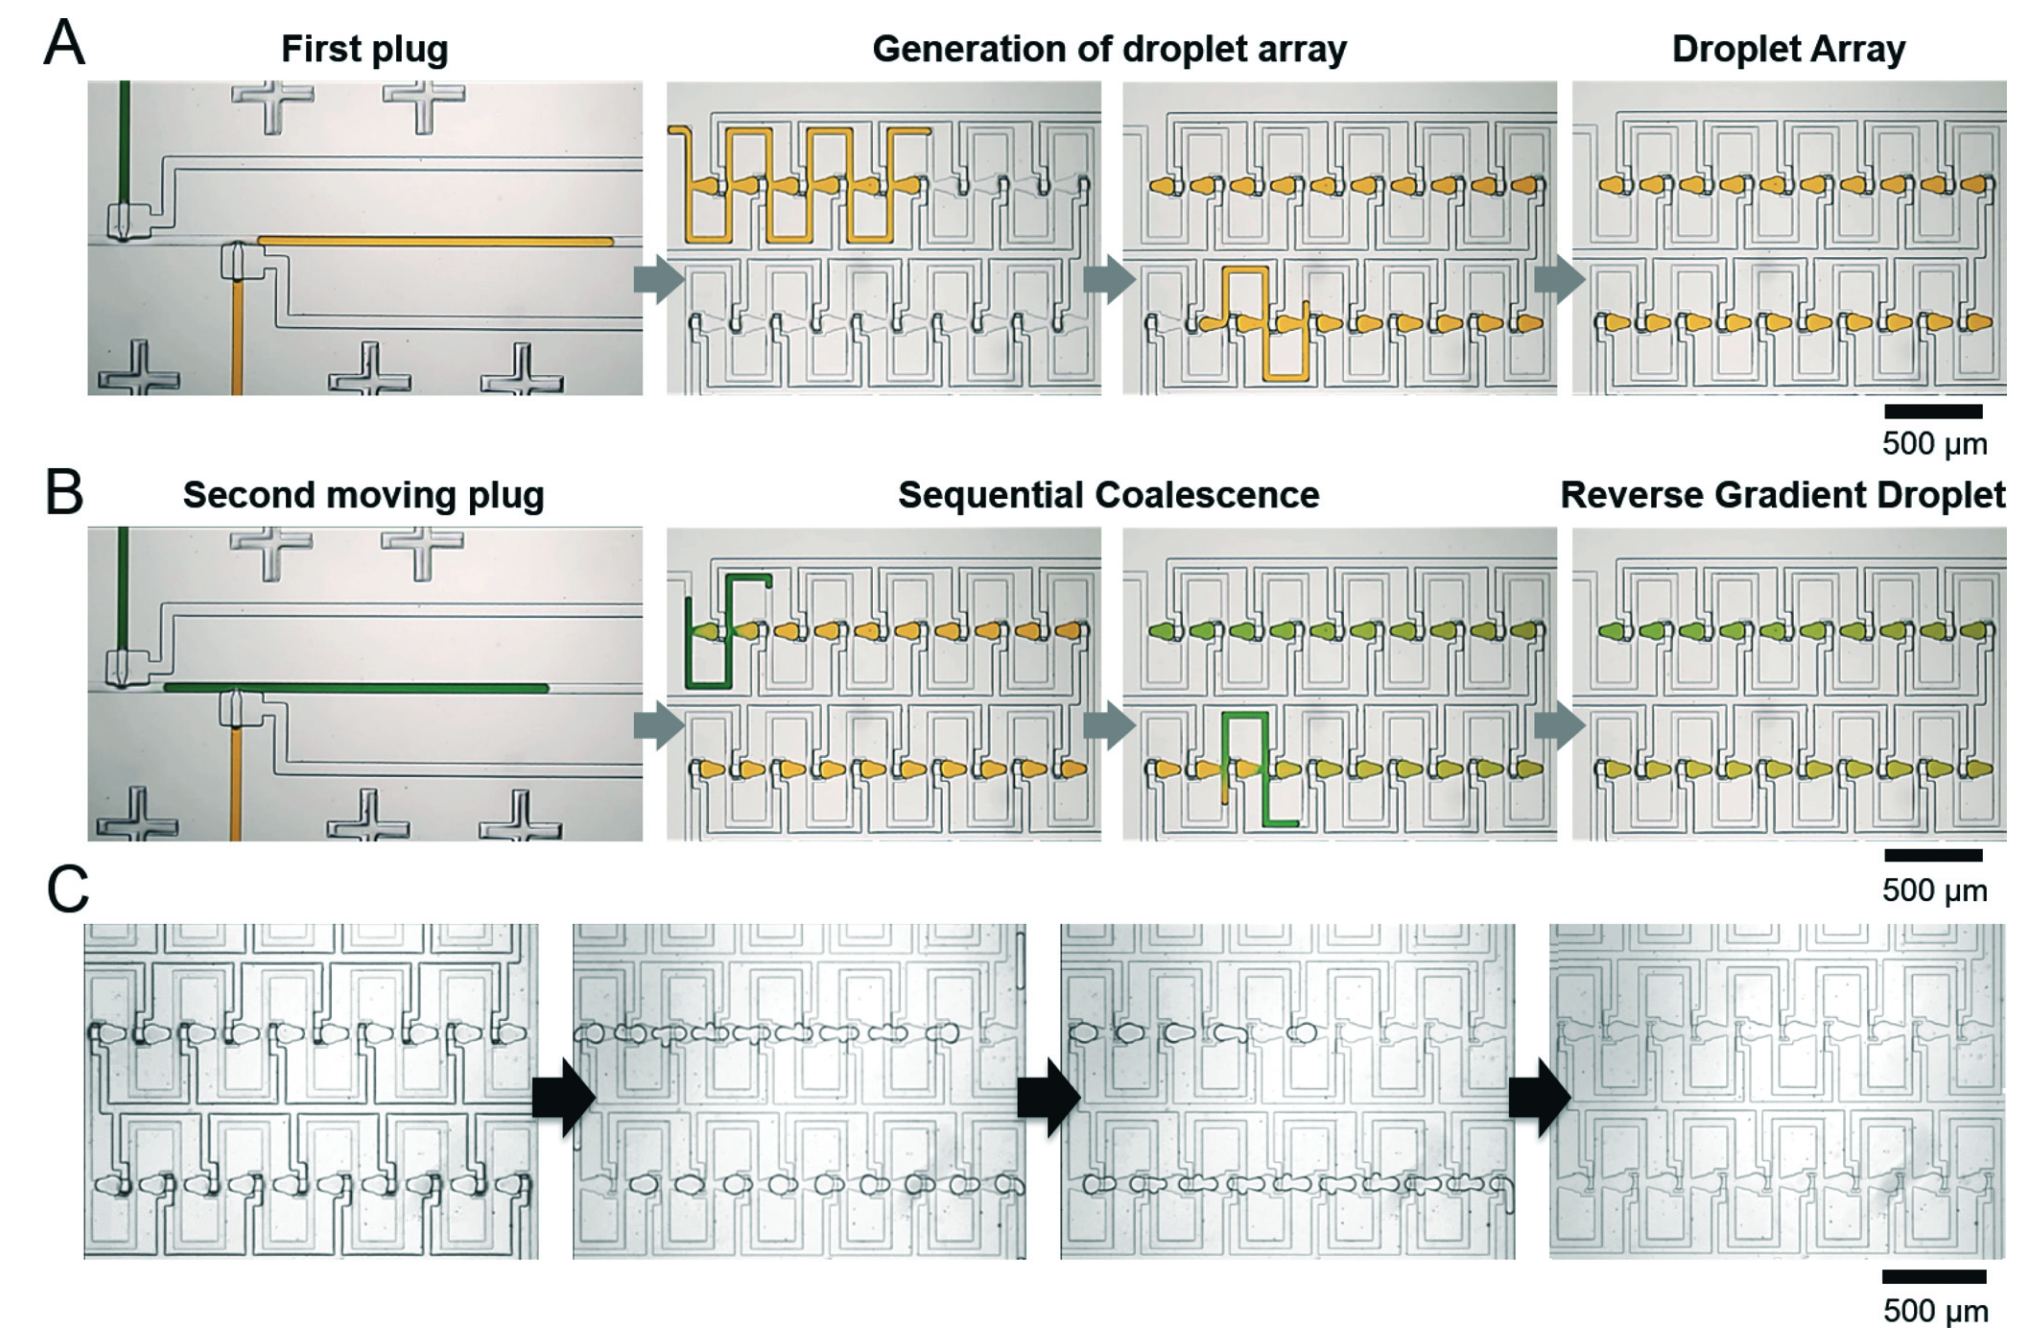 A
First plug
Generation of droplet array
Droplet Array
500 µm
B
Second moving plug
Sequential Coalescence
Reverse Gradient Droplet
500 µm
C
500 µm